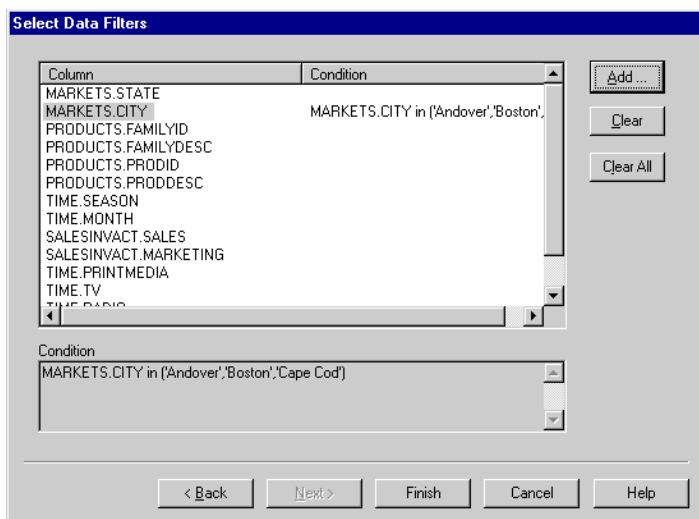 Select Data Filters
Column Condition
Add ...
MARKETS.STATE
MARKETS.CITY MARKETS.CITY in ('Andover','Boston',
Clear
PRODUCTS.FAMILYID
PRODUCTS.FAMILYDESC
PRODUCTS.PRODID
Clear All
PRODUCTS.PRODDESC
TIME.SEASON
TIME.MONTH
SALESINVACT.SALES
SALESINVACT.MARKETING
TIME.PRINTMEDIA
TIME.TV
TIME.RADIO
Condition
MARKETS.CITY in ('Andover','Boston','Cape Cod')
< Back Next > Finish Cancel Help